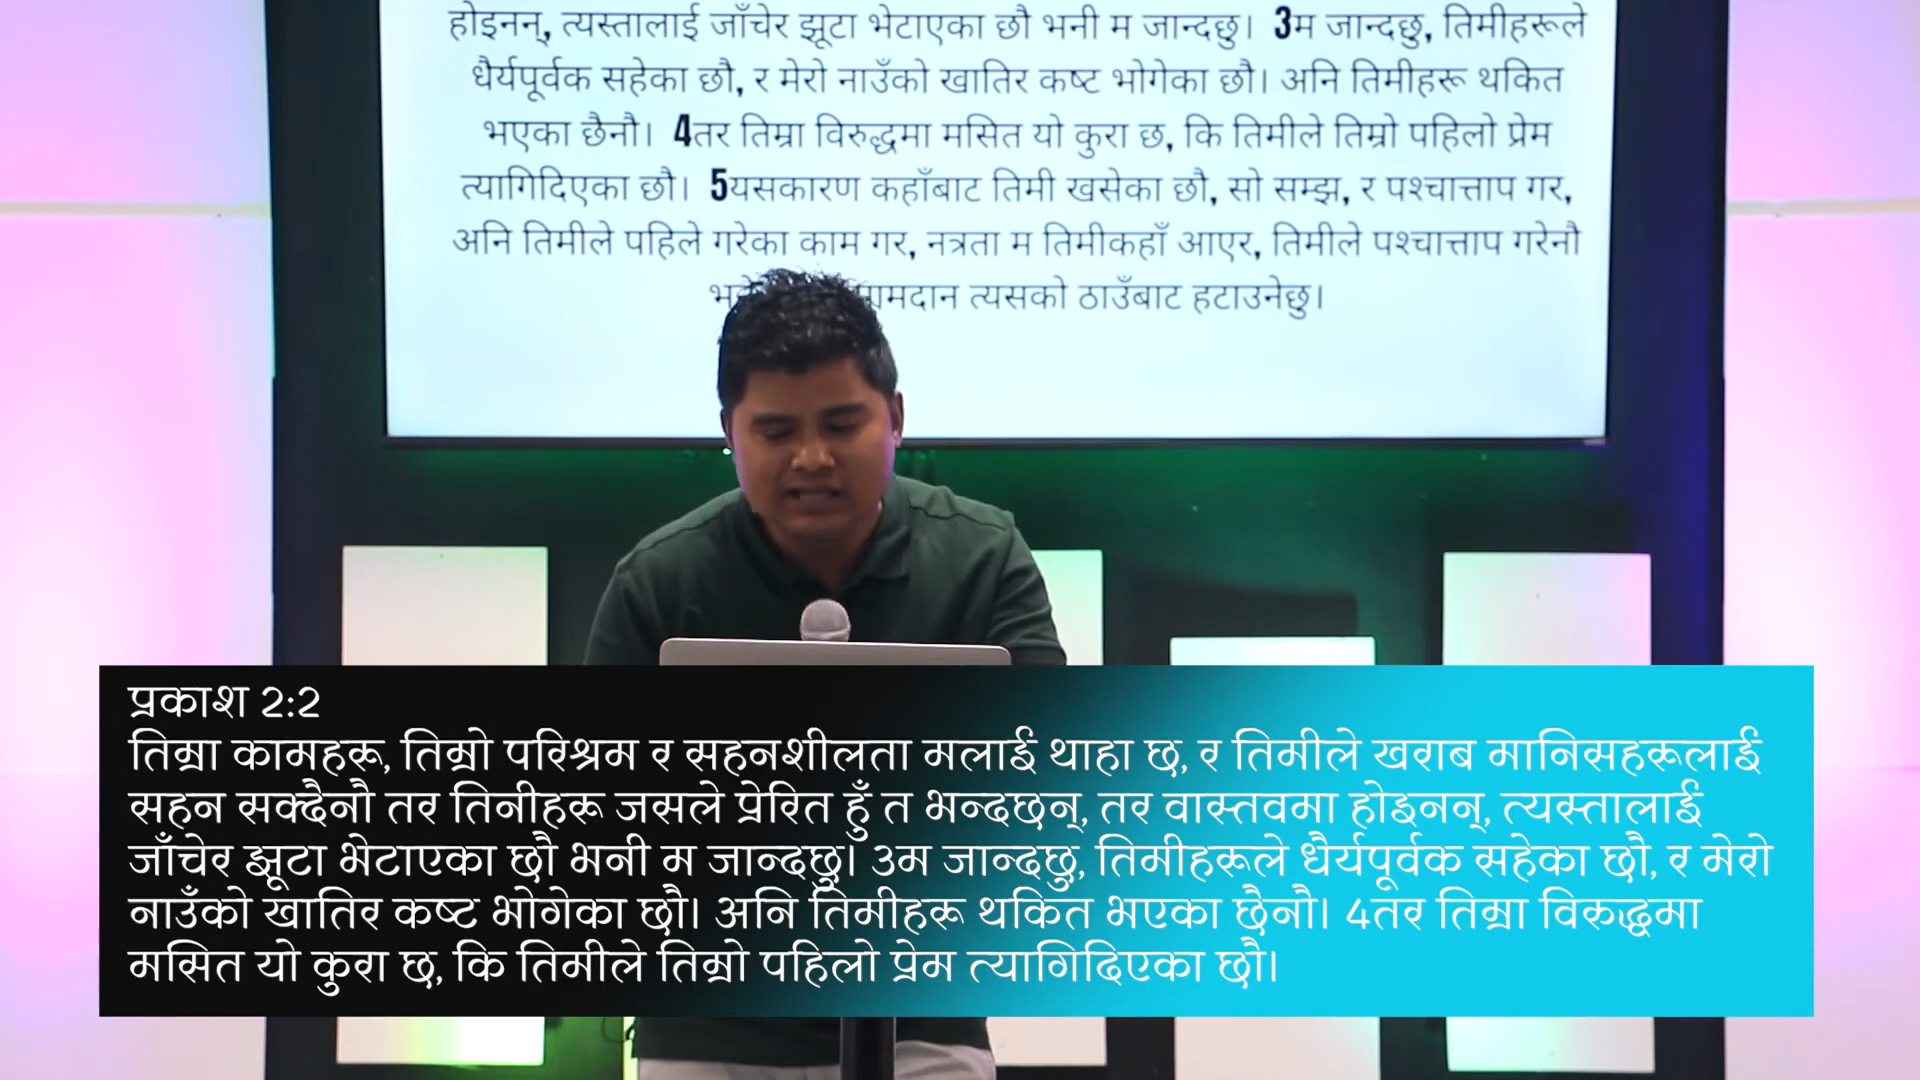 होइनन्, त्यस्तालाई जाँचेर झूटा भेटाएका छौ भनी म जान्दछु। 3म जान्दछु, तिमीहरूले
धैर्यपूर्वक सहेका छौ, र मेरो नाउँको खातिर कष्ट भोगेका छौ। अनि तिमीहरू थकित
भएका छैनौ। 4तर तिम्रा विरुद्धमा मसित यो कुरा छ, कि तिमीले तिम्रो पहिलो प्रेम
त्यागिदिएका छौ। 5यसकारण कहाँबाट तिमी खसेका छौ, सो सम्झ, र पश्चात्ताप गर,
अनि तिमीले पहिले गरेका काम गर, नत्रता म तिमीकहाँ आएर, तिमीले पश्चात्ताप गरेनौ
त्यसको ठाउँबाट हटाउनेछु।
प्रकाश 2:2
तिम्रा कामहरू, तिम्रो परिश्रम र सहनशीलता मलाई थाहा छ, र तिमीले खराब मानिसहरूलाई
सहन सक्दैनौ तर तिनीहरू जसले प्रेरित हुँ त भन्दछन्, तर वास्तवमा होइनन्, त्यस्तालाई
जाँचेर झूटा भेटाएका छौ भनी म जान्दछु। 3म जान्दछु, तिमीहरूले धैर्यपूर्वक सहेका छौ, र मेरो
नाउँको खातिर कष्ट भोगेका छौ। अनि तिमीहरू थकित भएका छैनौ। 4तर तिम्रा विरुद्धमा
मसित यो कुरा छ, कि तिमीले तिम्रो पहिलो प्रेम त्यागिदिएका छौ।